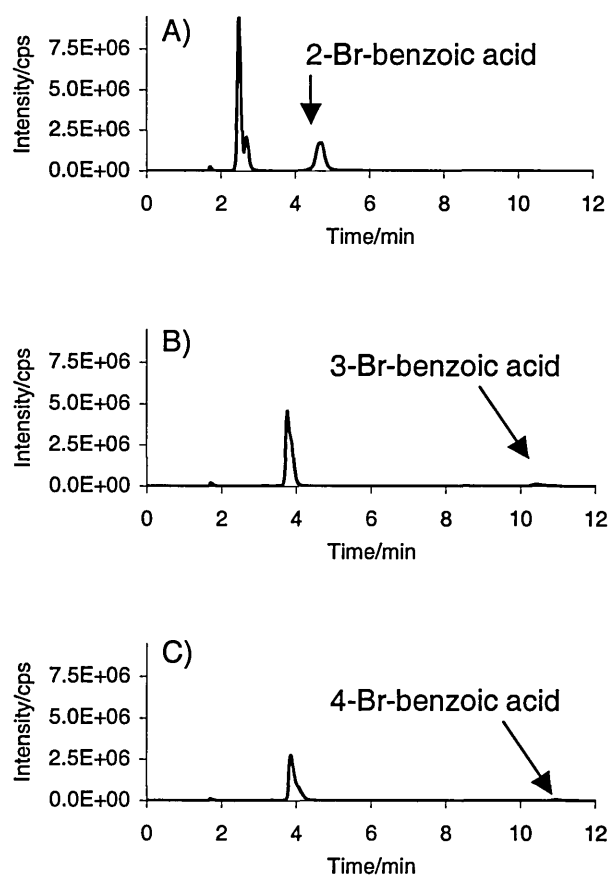 A)
2-Br-benzoic acid
Intensity/cps
7.5E+06
5.0E+06
2.5E+06
0.0E+00
0 2 4 6 8 10 12
Time/min
B)
3-Br-benzoic acid
Intensity/cps
7.5E+06
5.0E+06
2.5E+06
0.0E+00
0 2 4 6 8 10 12
Time/min
C)
4-Br-benzoic acid
Intensity/cps
7.5E+06
5.0E+06
2.5E+06
0.0E+00
0 2 4 6 8 10 12
Time/min